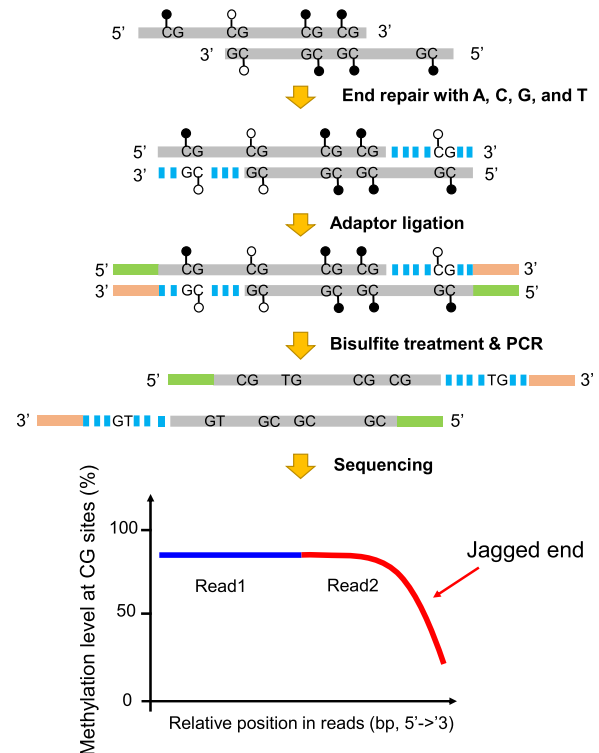 5’ CG CG CG CG 3’
3’ GC GC GC GC 5’
End repair with A, C, G, and T
5’ CG CG CG CG CG 3’
3’ GC GC GC GC GC 5’
Adaptor ligation
5’ CG CG CG CG CG 3’
3’ GC GC GC GC GC 5’
Bisulfite treatment & PCR
5’ CG TG CG CG TG 3’
3’ GT GT GC GC GC 5’
Sequencing
Methylation level at CG sites (%)
100
50
0
Jagged end
Read1 Read2
Relative position in reads (bp, 5’->’3)